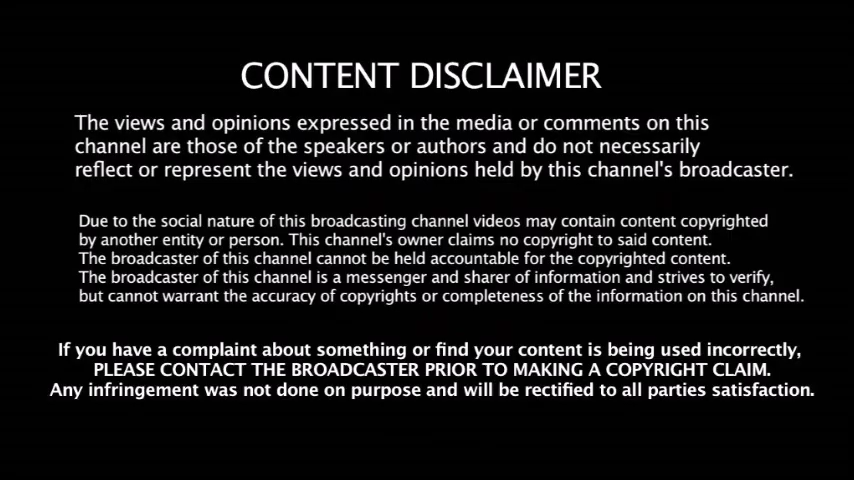 CONTENT DISCLAIMER
The views and opinions expressed in the media or comments on this
channel are those of the speakers or authors and do not necessarily
reflect or represent the views and opinions held by this channel's broadcaster.
Due to the social nature of this broadcasting channel videos may contain content copyrighted
by another entity or person. This channel's owner claims no copyright to said content.
The broadcaster of this channel cannot be held accountable for the copyrighted content.
The broadcaster of this channel is a messenger and sharer of information and strives to verify,
but cannot warrant the accuracy of copyrights or completeness of the information on this channel.
If you have a complaint about something or find your content is being used incorrectly,
PLEASE CONTACT THE BROADCASTER PRIOR TO MAKING A COPYRIGHT CLAIM.
Any infringement was not done on purpose and will be rectified to all parties satisfaction.